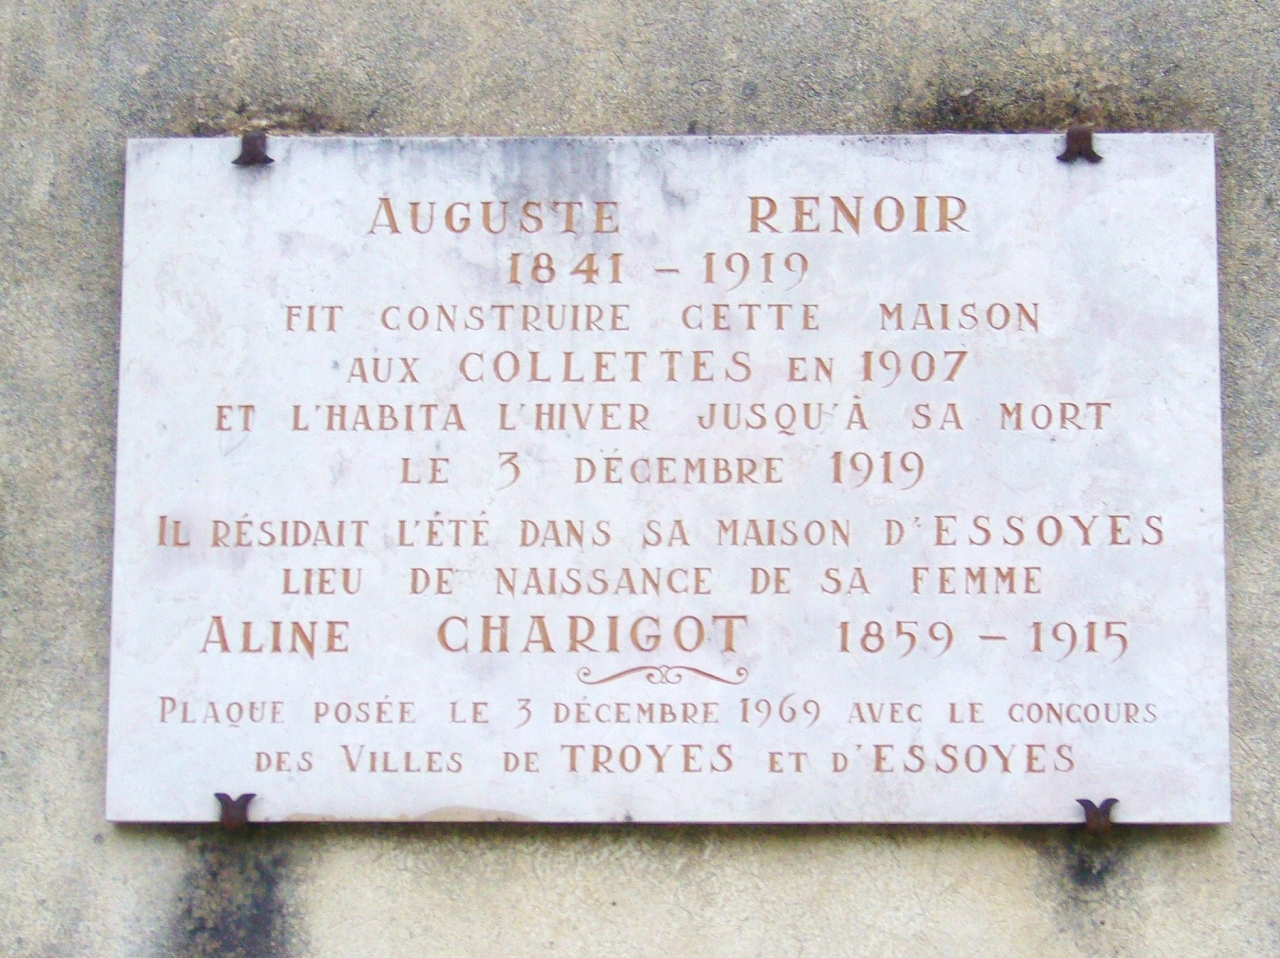 AUGUSTE RENOIR
1841 – 1919
FIT CONSTRUIRE CETTE MAISON
AUX COLLETTES EN 1907
ET L'HABITA L'HIVER JUSQU'À SA MORT
LE 3 DÉCEMBRE 1919
IL RÉSIDAIT L'ÉTÉ DANS SA MAISON D'ESSOYES
LIEU DE NAISSANCE DE SA FEMME
ALINE CHARIGOT 1859 – 1915
PLAQUE POSÉE LE 3 DÉCEMBRE 1969 AVEC LE CONCOURS
DES VILLES DE TROYES ET D'ESSOYES